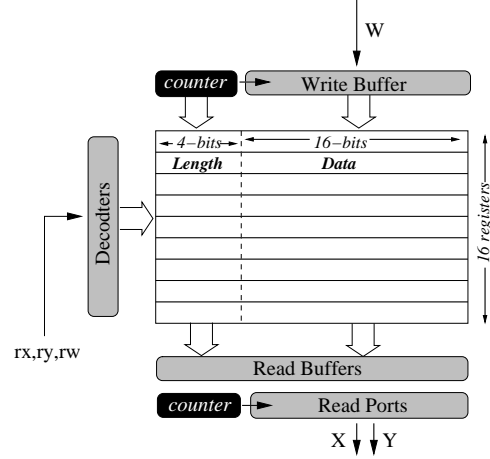 W
counter
Write Buffer
4-bits
16-bits
Length
Data
16 registers
Decodters
rx,ry,rw
Read Buffers
counter
Read Ports
X
Y